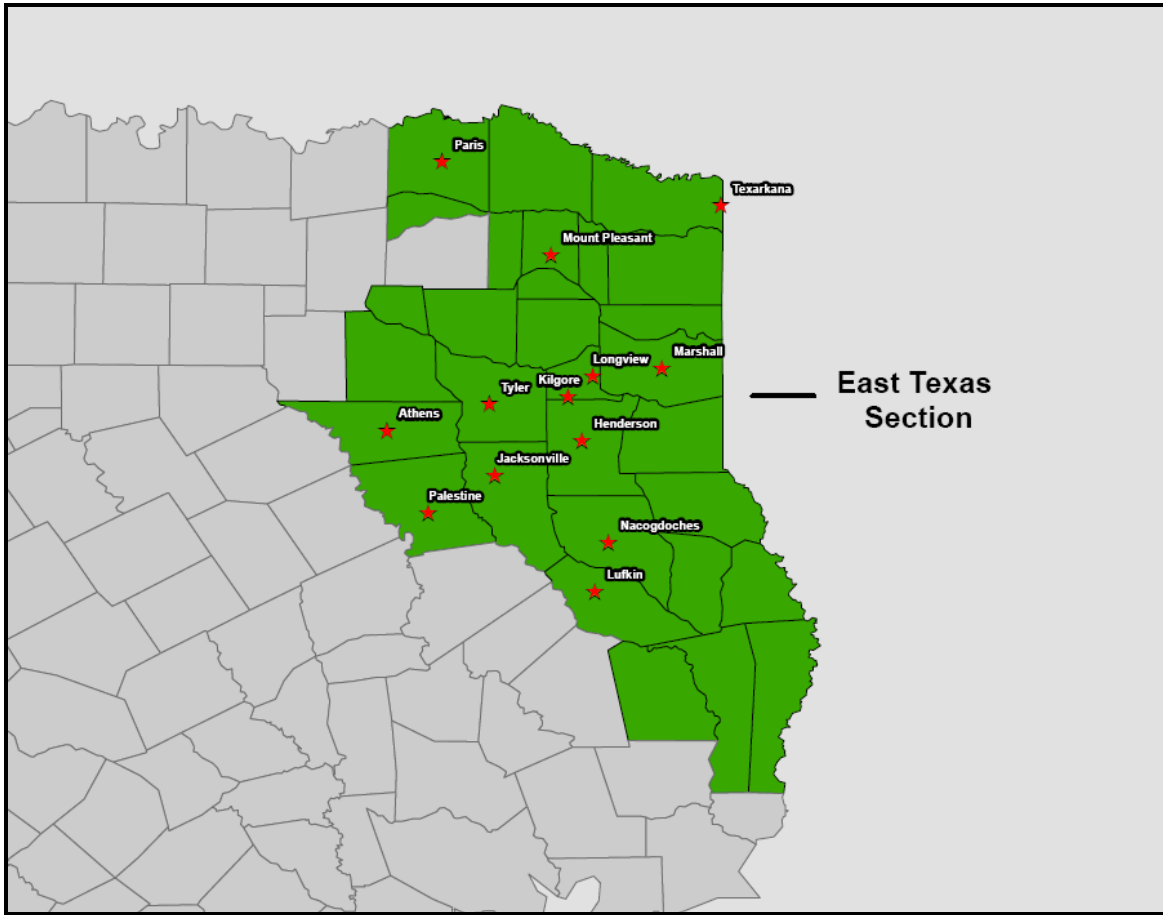 Paris
Texarkana
Mount Pleasant
Longview
Marshall
Kilgore
Tyler
East Texas
Section
Athens
Henderson
Jacksonville
Palestine
Nacogdoches
Lufkin